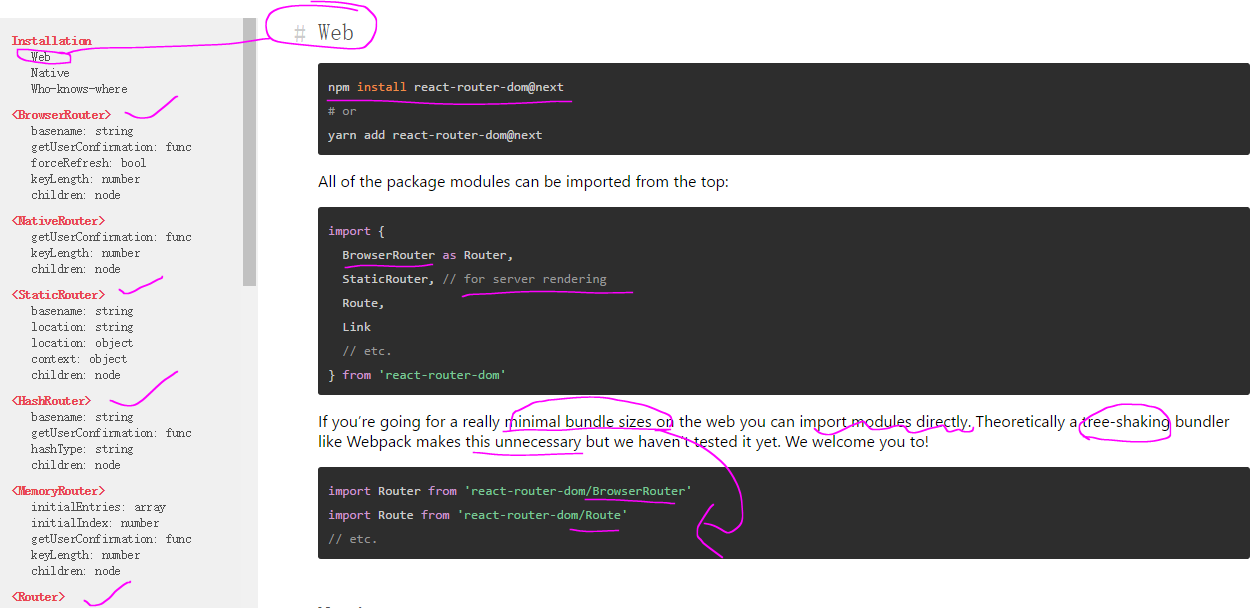 Installation
Web
Native
Who-knows-where
<BrowserRouter>
basename: string
getUserConfirmation: func
forceRefresh: bool
keyLength: number
children: node
<NativeRouter>
getUserConfirmation: func
keyLength: number
children: node
<StaticRouter>
basename: string
location: string
location: object
context: object
children: node
<HashRouter>
basename: string
getUserConfirmation: func
hashType: string
children: node
<MemoryRouter>
initialEntries: array
initialIndex: number
getUserConfirmation: func
keyLength: number
children: node
<Router>
# Web
npm install react-router-dom@next
# or
yarn add react-router-dom@next
All of the package modules can be imported from the top:
import {
BrowserRouter as Router,
StaticRouter, // for server rendering
Route,
Link
// etc.
} from 'react-router-dom'
If you're going for a really minimal bundle sizes on the web you can import modules directly. Theoretically a tree-shaking bundler
like Webpack makes this unnecessary but we haven't tested it yet. We welcome you to!
import Router from 'react-router-dom/BrowserRouter'
import Route from 'react-router-dom/Route'
// etc.